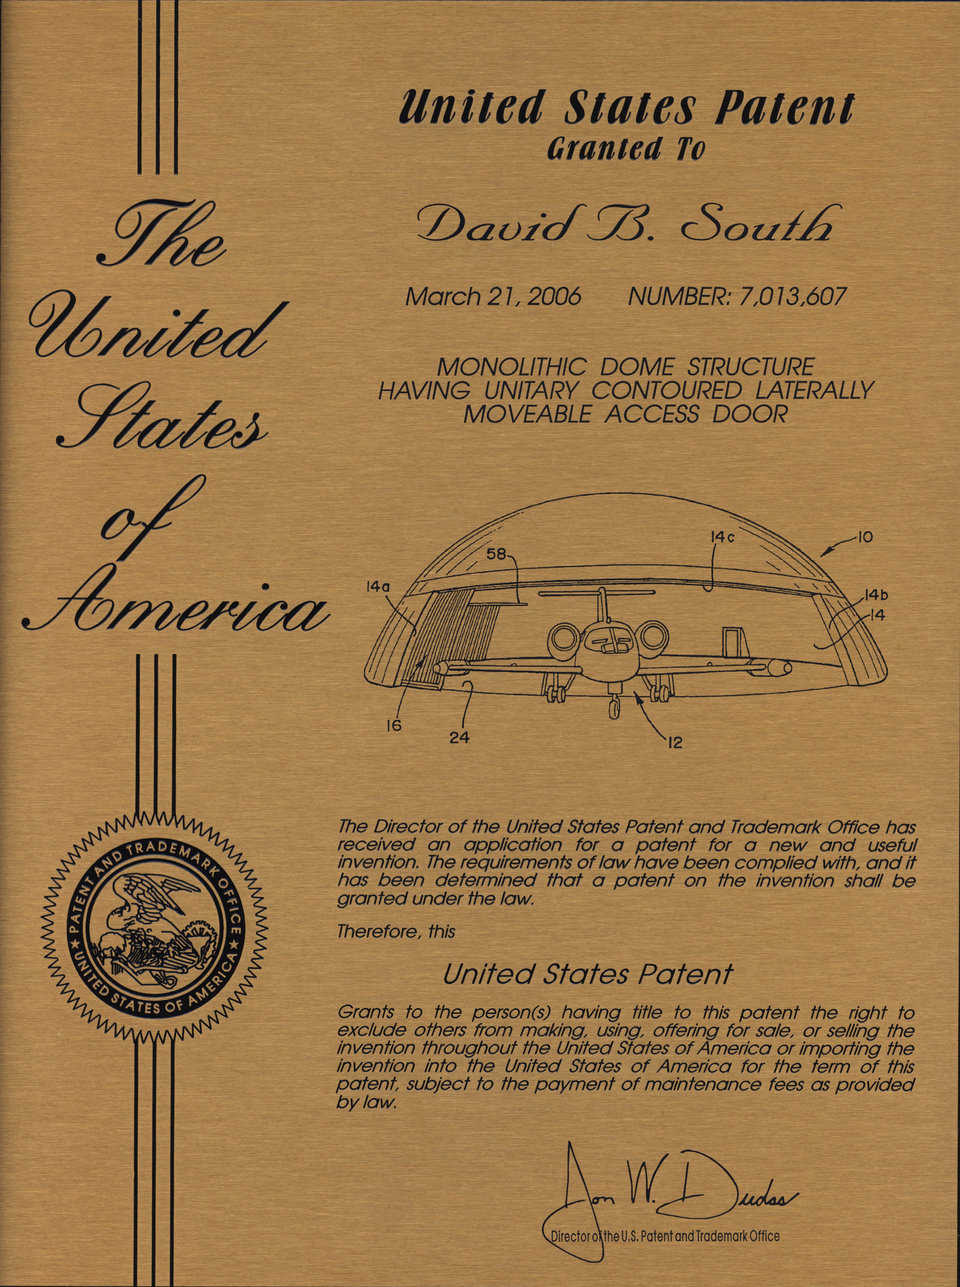 The
United
States
of
America
United States Patent
Granted To
David B. South
March 21, 2006 NUMBER: 7,013,607
MONOLITHIC DOME STRUCTURE
HAVING UNITARY CONTOURED LATERALLY
MOVEABLE ACCESS DOOR
10
14c
58
14a
14b
14
16
24
12
The Director of the United States Patent and Trademark Office has
received an application for a patent for a new and useful
invention. The requirements of law have been complied with, and it
has been determined that a patent on the invention shall be
granted under the law.
Therefore, this
United States Patent
Grants to the person(s) having title to this patent the right to
exclude others from making, using, offering for sale, or selling the
invention throughout the United States of America or importing the
invention into the United States of America for the term of this
patent, subject to the payment of maintenance fees as provided
by law.
Jon W. Dudas
Director of the U.S. Patent and Trademark Office
PATENT AND TRADEMARK OFFICE
★ UNITED STATES OF AMERICA ★